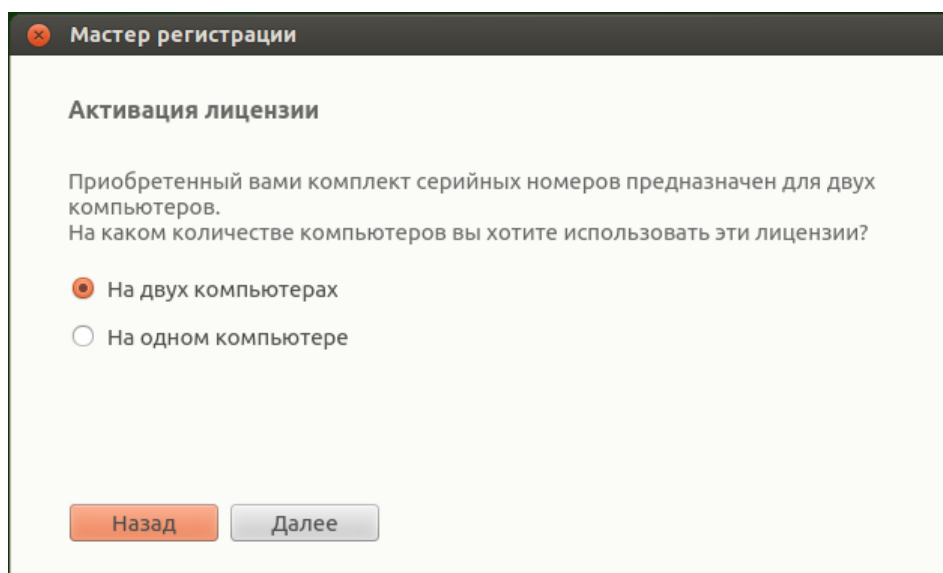 Мастер регистрации
Активация лицензии
Приобретенный вами комплект серийных номеров предназначен для двух
компьютеров.
На каком количестве компьютеров вы хотите использовать эти лицензии?
На двух компьютерах
На одном компьютере
Назад Далее